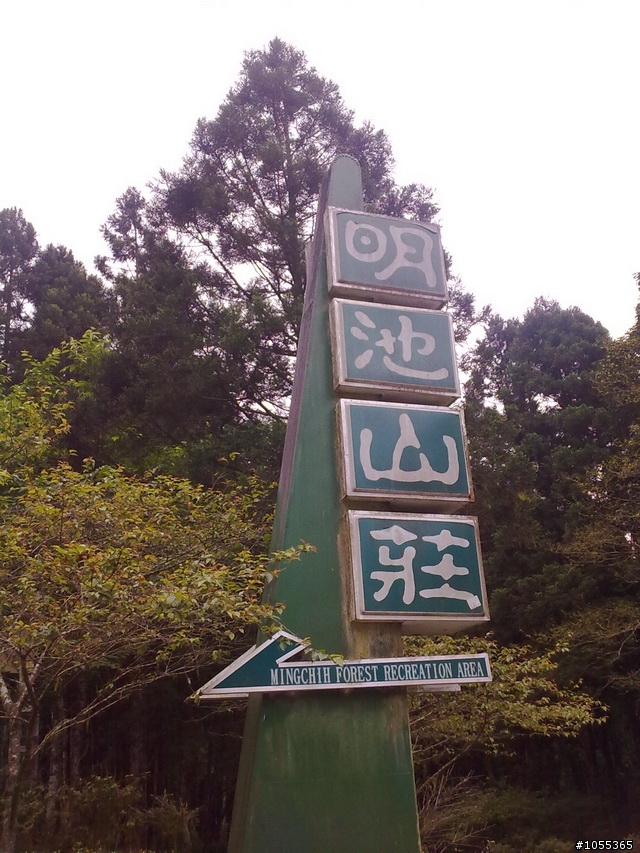 明
池
山
莊
MINGCHIH FOREST RECREATION AREA
#1055365